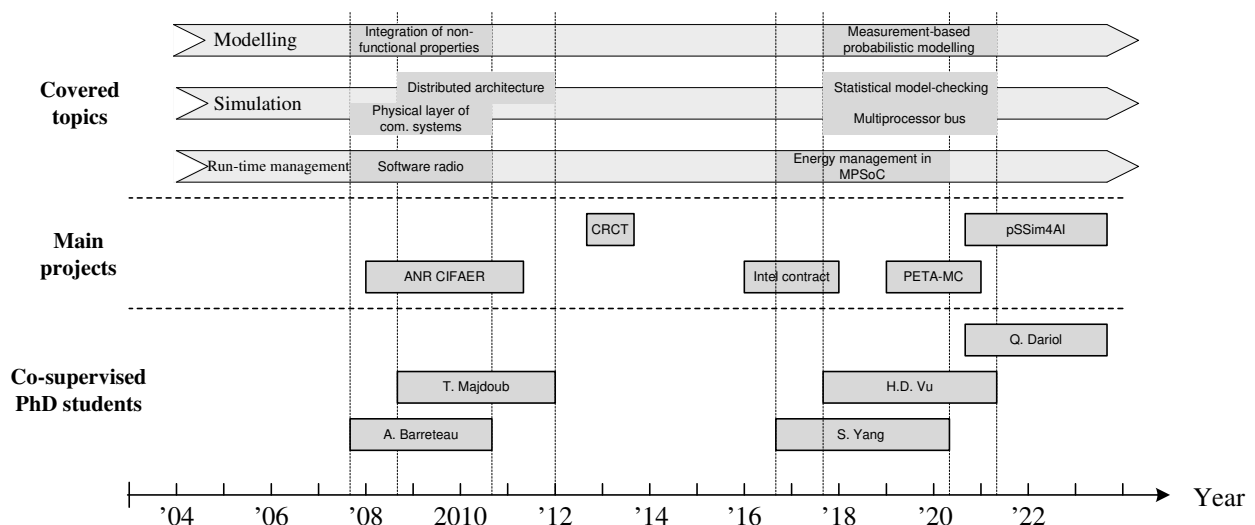 Modelling
Integration of non-
functional properties
Measurement-based
probabilistic modelling
Covered
topics
Simulation
Distributed architecture
Physical layer of
com. systems
Statistical model-checking
Multiprocessor bus
Run-time management
Software radio
Energy management in
MPSoC
Main
projects
CRCT
pSSim4AI
ANR CIFAER
Intel contract
PETA-MC
Co-supervised
PhD students
Q. Dariol
T. Majdoub
H.D. Vu
A. Barreteau
S. Yang
'04 '06 '08 2010 '12 '14 '16 '18 '20 '22 Year